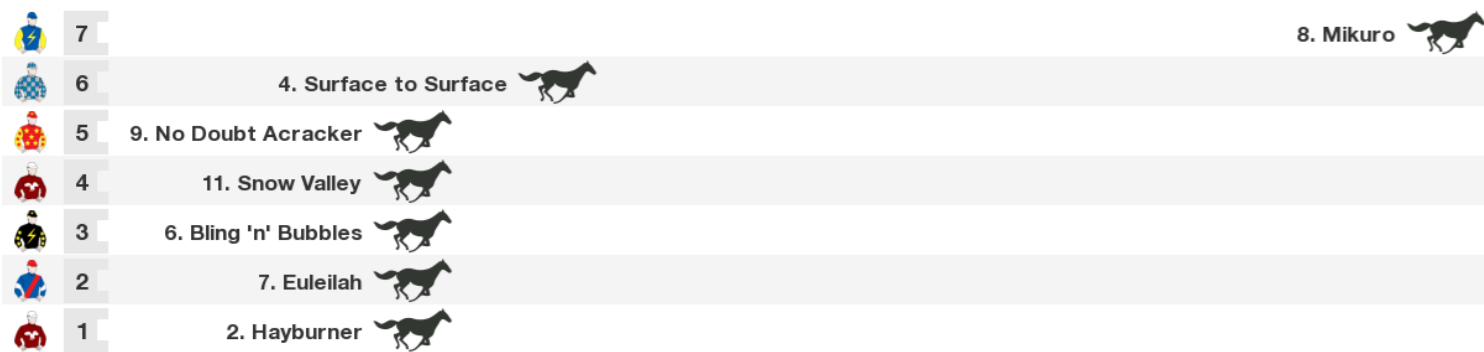 7 8. Mikuro
6 4. Surface to Surface
5 9. No Doubt Acracker
4 11. Snow Valley
3 6. Bling 'n' Bubbles
2 7. Euleilah
1 2. Hayburner